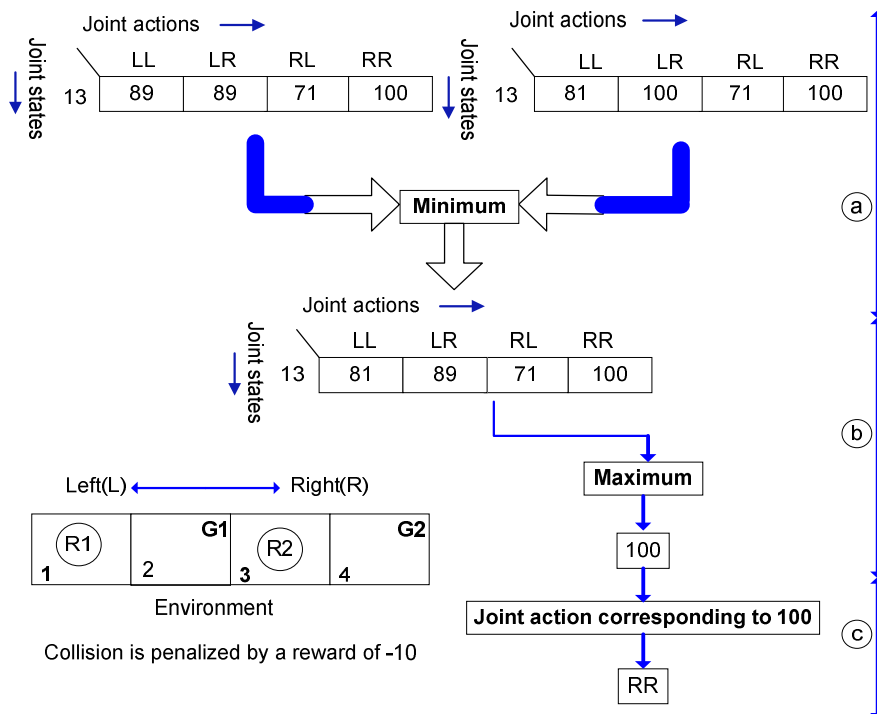 Joint actions
Joint states
LL LR RL RR
13 89 89 71 100
Joint actions
Joint states
LL LR RL RR
13 81 100 71 100
Minimum
a
Joint actions
Joint states
LL LR RL RR
13 81 89 71 100
b
Maximum
100
Left(L) Right(R)
R1 G1 R2 G2
1 2 3 4
Environment
Collision is penalized by a reward of -10
Joint action corresponding to 100
c
RR